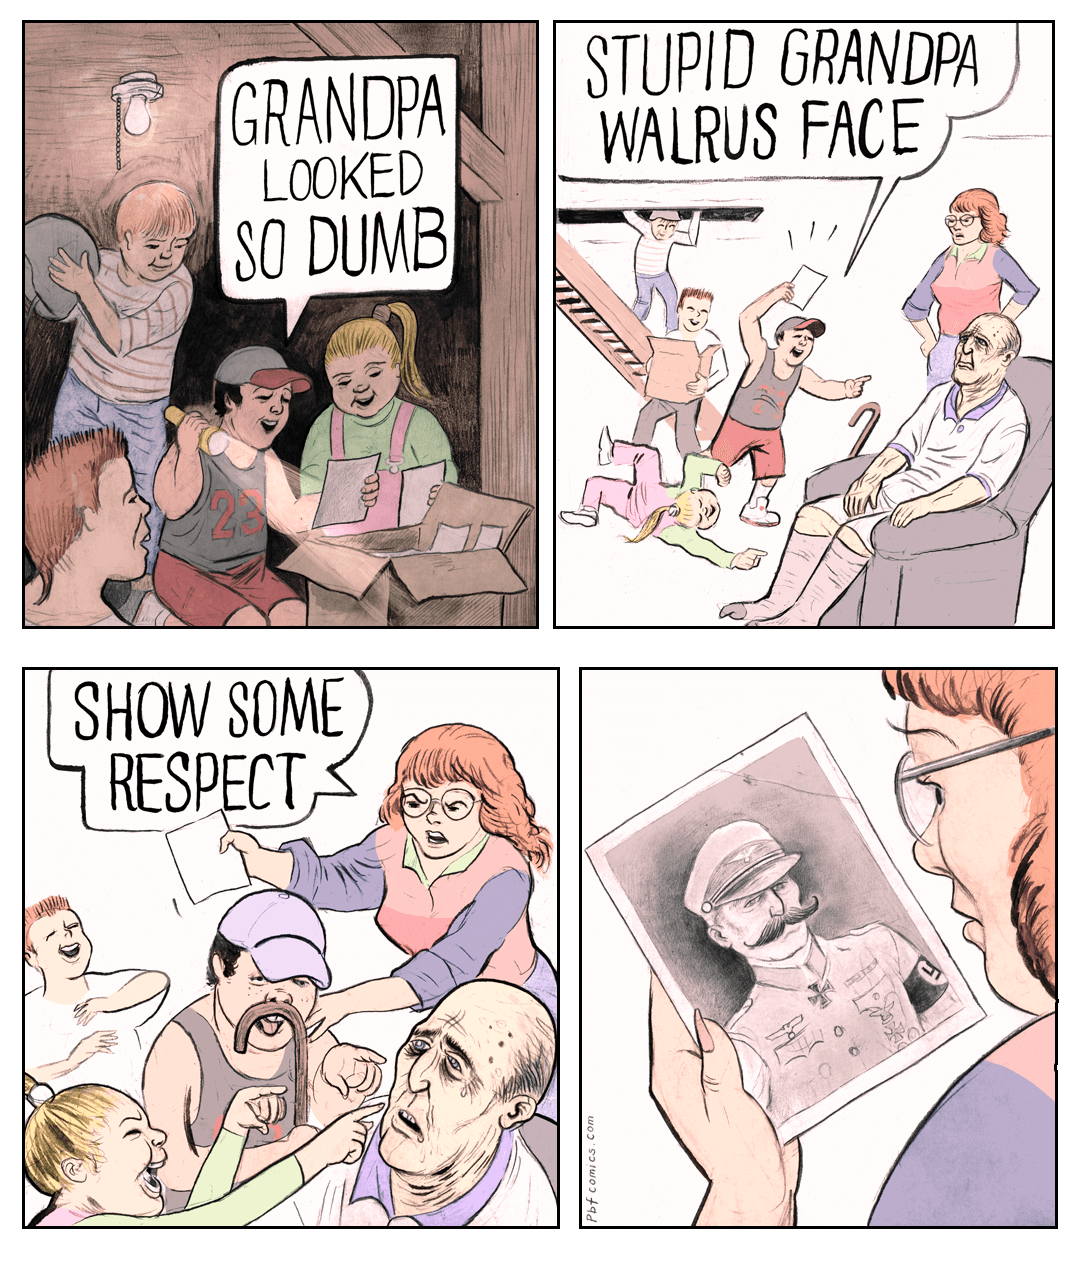 GRANDPA
LOOKED
SO DUMB
23
STUPID GRANDPA
WALRUS FACE
SHOW SOME
RESPECT
Pbfcomics.com